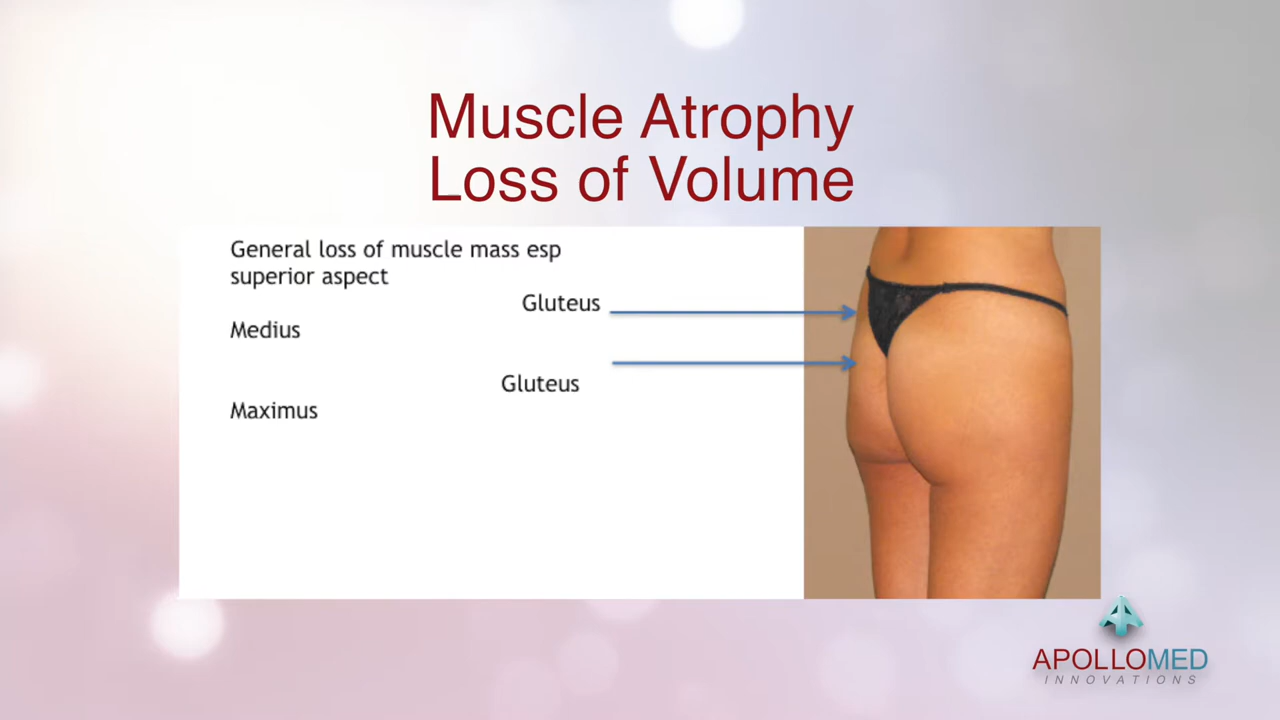 Muscle Atrophy
Loss of Volume
General loss of muscle mass esp
superior aspect
Gluteus
Medius
Gluteus
Maximus
APOLLOMED
INNOVATIONS